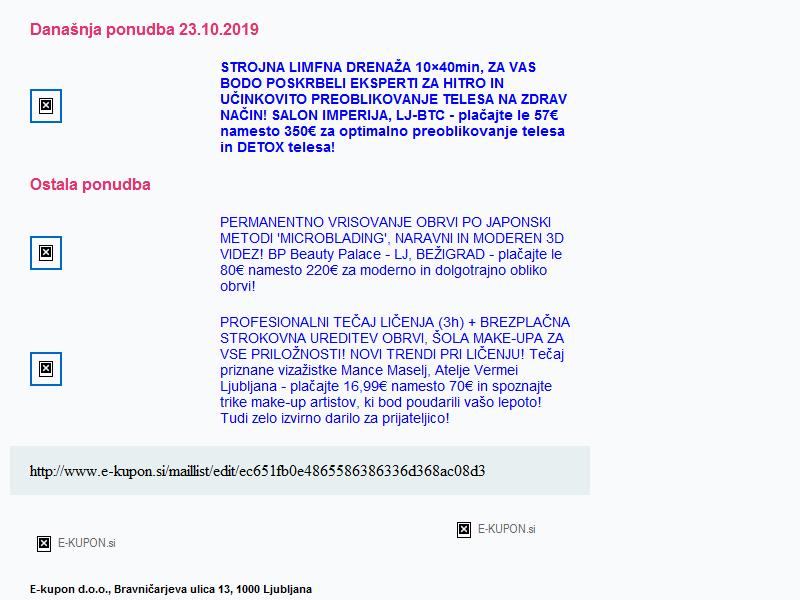 Današnja ponudba 23.10.2019
STROJNA LIMFNA DRENAŽA 10×40min, ZA VAS
BODO POSKRBELI EKSPERTI ZA HITRO IN
UČINKOVITO PREOBLIKOVANJE TELESA NA ZDRAV
NAČIN! SALON IMPERIJA, LJ-BTC - plačajte le 57€
namesto 350€ za optimalno preoblikovanje telesa
in DETOX telesa!
Ostala ponudba
PERMANENTNO VRISOVANJE OBRVI PO JAPONSKI
METODI 'MICROBLADING', NARAVNI IN MODEREN 3D
VIDEZ! BP Beauty Palace - LJ, BEŽIGRAD - plačajte le
80€ namesto 220€ za moderno in dolgotrajno obliko
obrvi!
PROFESIONALNI TEČAJ LIČENJA (3h) + BREZPLAČNA
STROKOVNA UREDITEV OBRVI, ŠOLA MAKE-UPA ZA
VSE PRILOŽNOSTI! NOVI TRENDI PRI LIČENJU! Tečaj
priznane vizažistke Mance Maselj, Atelje Vermei
Ljubljana - plačajte 16,99€ namesto 70€ in spoznajte
trike make-up artistov, ki bod poudarili vašo lepoto!
Tudi zelo izvirno darilo za prijateljico!
http://www.e-kupon.si/maillist/edit/ec651fb0e4865586386336d368ac08d3
E-KUPON.si
E-KUPON.si
E-kupon d.o.o., Bravničarjeva ulica 13, 1000 Ljubljana